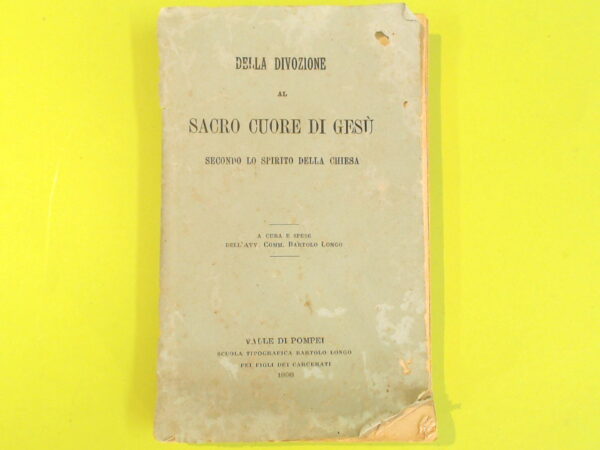 DELLA DIVOZIONE
AL
SACRO CUORE DI GESÙ
SECONDO LO SPIRITO DELLA CHIESA
A CURA E SPESE
DELL'AVV. COMM. BARTOLO LONGO
VALLE DI POMPEI
SCUOLA TIPOGRAFICA BARTOLO LONGO
PEI FIGLI DEI CARCERATI